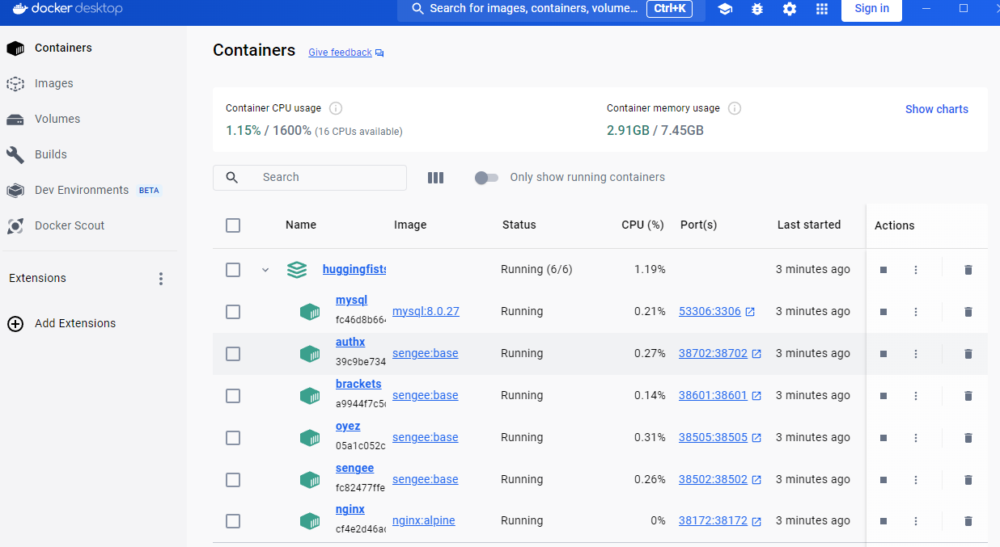 docker desktop
Search for images, containers, volume... Ctrl+K
Sign in
Containers
Images
Volumes
Builds
Dev Environments BETA
Docker Scout
Extensions
Add Extensions
Containers Give feedback
Container CPU usage
1.15% / 1600% (16 CPUs available)
Container memory usage
2.91GB / 7.45GB
Show charts
Search
Only show running containers
Name Image Status CPU (%) Port(s) Last started Actions
huggingfists Running (6/6) 1.19% 3 minutes ago
mysql
fc46d8b664 mysql:8.0.27 Running 0.21% 53306:3306 3 minutes ago
authx
39c9be734 sengee:base Running 0.27% 38702:38702 3 minutes ago
brackets
a9944f7c5 sengee:base Running 0.14% 38601:38601 3 minutes ago
oyez
05a1c052c sengee:base Running 0.31% 38505:38505 3 minutes ago
sengee
fc82477ffe sengee:base Running 0.26% 38502:38502 3 minutes ago
nginx
cf4e2d46a nginx:alpine Running 0% 38172:38172 3 minutes ago